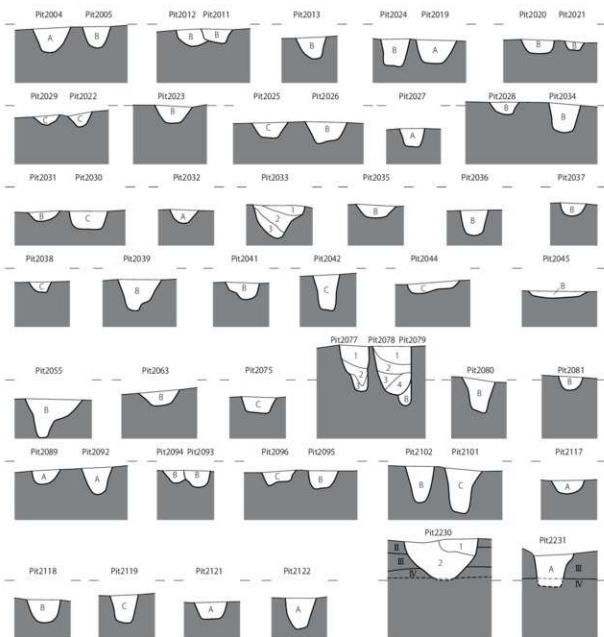 Pit2004 Pit2005 Pit2012 Pit2011 Pit2013 Pit2024 Pit2019 Pit2020 Pit2021
A B B B B B A B B
Pit2029 Pit2022 Pit2023 Pit2025 Pit2026 Pit2027 Pit2028 Pit2034
C C B C B A B B
Pit2031 Pit2030 Pit2032 Pit2033 Pit2035 Pit2036 Pit2037
B C A 1 2 3 B B B
Pit2038 Pit2039 Pit2041 Pit2042 Pit2044 Pit2045
C B B C C B
Pit2077 Pit2078 Pit2079
Pit2055 Pit2063 Pit2075 Pit2080 Pit2081
1 1
2 2
3 4
B B C B B B
Pit2089 Pit2092 Pit2094 Pit2093 Pit2096 Pit2095 Pit2102 Pit2101 Pit2117
A A B B C B B C A
Pit2230 Pit2231
Ⅱ 1
Ⅲ 2 A Ⅲ
Ⅳ Ⅳ
Pit2118 Pit2119 Pit2121 Pit2122
B C A A